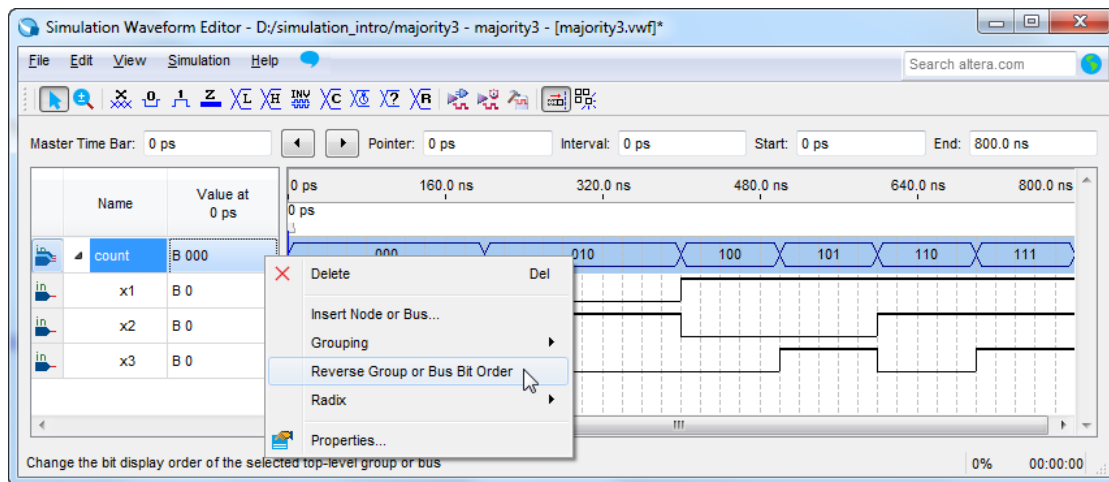 Simulation Waveform Editor - D:/simulation_intro/majority3 - majority3 - [majority3.vwf]*
File Edit View Simulation Help Search altera.com
Master Time Bar: 0 ps Pointer: 0 ps Interval: 0 ps Start: 0 ps End: 800.0 ns
Name Value at 0 ps
0 ps 160.0 ns 320.0 ns 480.0 ns 640.0 ns 800.0 ns
0 ps
count B 000 000 010 100 101 110 111
x1 B 0
x2 B 0
x3 B 0
Delete Del
Insert Node or Bus...
Grouping
Reverse Group or Bus Bit Order
Radix
Properties...
Change the bit display order of the selected top-level group or bus 0% 00:00:00